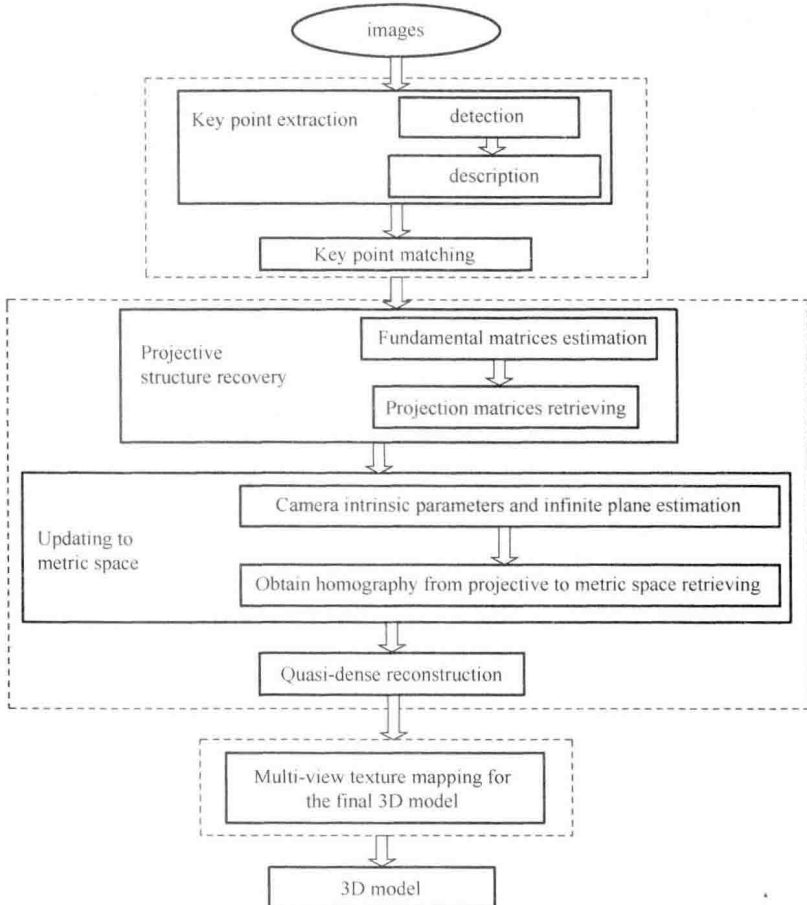 images
Key point extraction
detection
description
Key point matching
Projective
structure recovery
Fundamental matrices estimation
Projection matrices retrieving
Updating to
metric space
Camera intrinsic parameters and infinite plane estimation
Obtain homography from projective to metric space retrieving
Quasi-dense reconstruction
Multi-view texture mapping for
the final 3D model
3D model